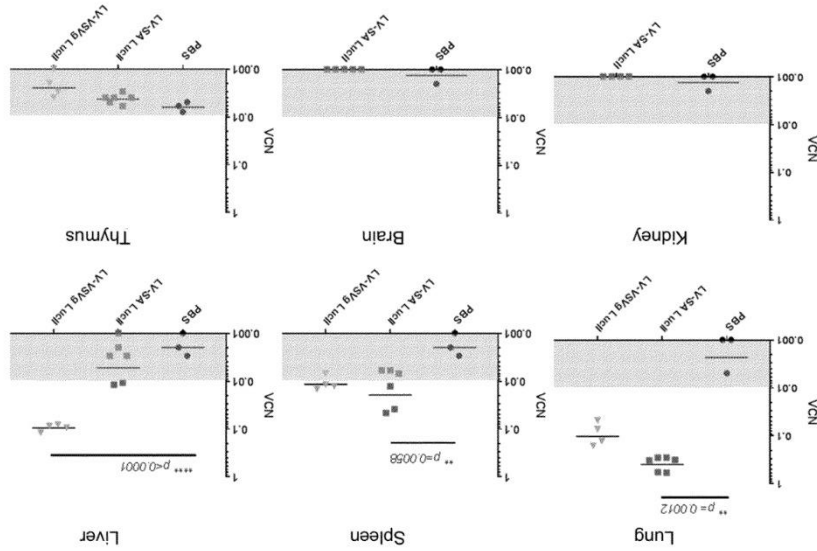 Lung
** p=0.0012
VCN
1
0.1
0.01
0.001
PBS
LV-SA LucII
LV-VSVg LucII
Spleen
** p=0.0058
VCN
1
0.1
0.01
0.001
PBS
LV-SA LucII
LV-VSVg LucII
Liver
**** p<0.0001
VCN
1
0.1
0.01
0.001
PBS
LV-SA LucII
LV-VSVg LucII
Kidney
VCN
1
0.1
0.01
0.001
PBS
LV-SA LucII
Brain
VCN
1
0.1
0.01
0.001
PBS
LV-SA LucII
Thymus
VCN
1
0.1
0.01
0.001
PBS
LV-SA LucII
LV-VSVg LucII